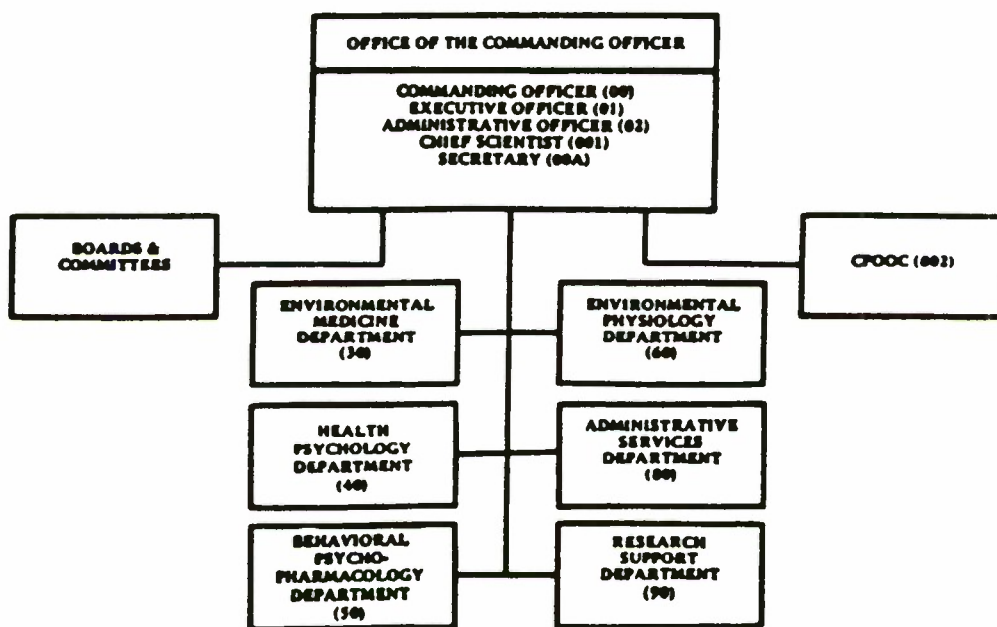 OFFICE OF THE COMMANDING OFFICER
COMMANDING OFFICER (00)
EXECUTIVE OFFICER (01)
ADMINISTRATIVE OFFICER (02)
CHIEF SCIENTIST (001)
SECRETARY (00A)
BOARDS &
COMMITTEES
CPOOC (002)
ENVIRONMENTAL
MEDICINE
DEPARTMENT
(30)
ENVIRONMENTAL
PHYSIOLOGY
DEPARTMENT
(60)
HEALTH
PSYCHOLOGY
DEPARTMENT
(40)
ADMINISTRATIVE
SERVICES
DEPARTMENT
(80)
BEHAVIORAL
PSYCHO-
PHARMACOLOGY
DEPARTMENT
(50)
RESEARCH
SUPPORT
DEPARTMENT
(90)